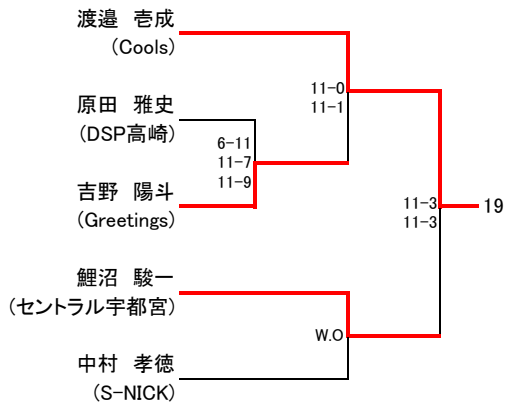 渡邉　壱成
(Cools)
11-0
11-1
原田　雅史
(DSP高崎)
6-11
11-7
11-9
吉野　陽斗
(Greetings)
11-3
11-3
19
鯉沼　駿一
(セントラル宇都宮)
W.O
中村　孝徳
(S-NICK)